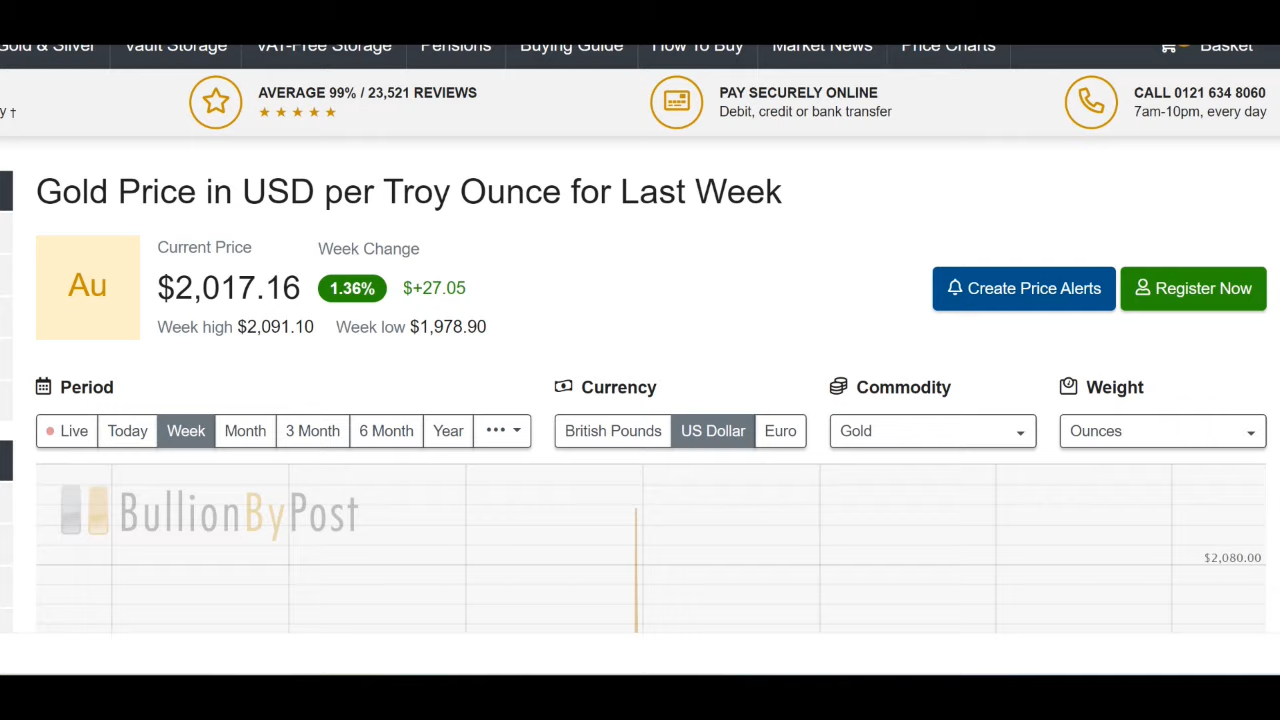 Gold & Silver Vault Storage VAT-Free Storage Pensions Buying Guide How To Buy Market News Price Charts Basket
AVERAGE 99% / 23,521 REVIEWS
y †
PAY SECURELY ONLINE
Debit, credit or bank transfer
CALL 0121 634 8060
7am-10pm, every day
Gold Price in USD per Troy Ounce for Last Week
Au
Current Price Week Change
$2,017.16 1.36% $+27.05
Week high $2,091.10 Week low $1,978.90
Create Price Alerts Register Now
Period Currency Commodity Weight
Live Today Week Month 3 Month 6 Month Year ••• British Pounds US Dollar Euro Gold Ounces
BullionByPost
$2,080.00